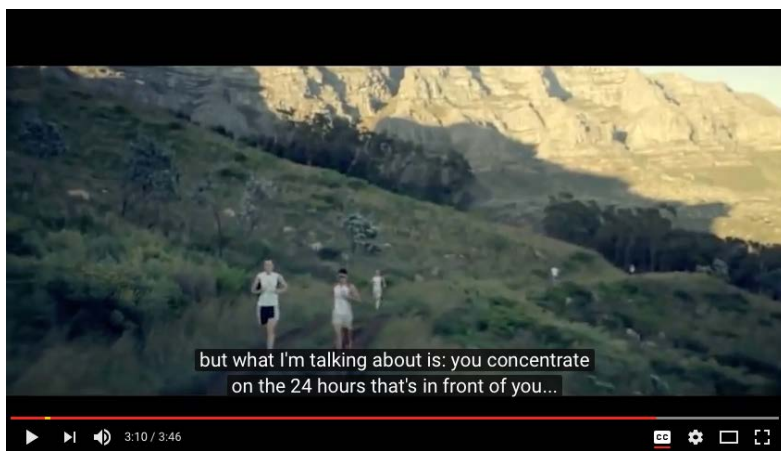 but what I'm talking about is: you concentrate
on the 24 hours that's in front of you...
3:10 / 3:46
CC